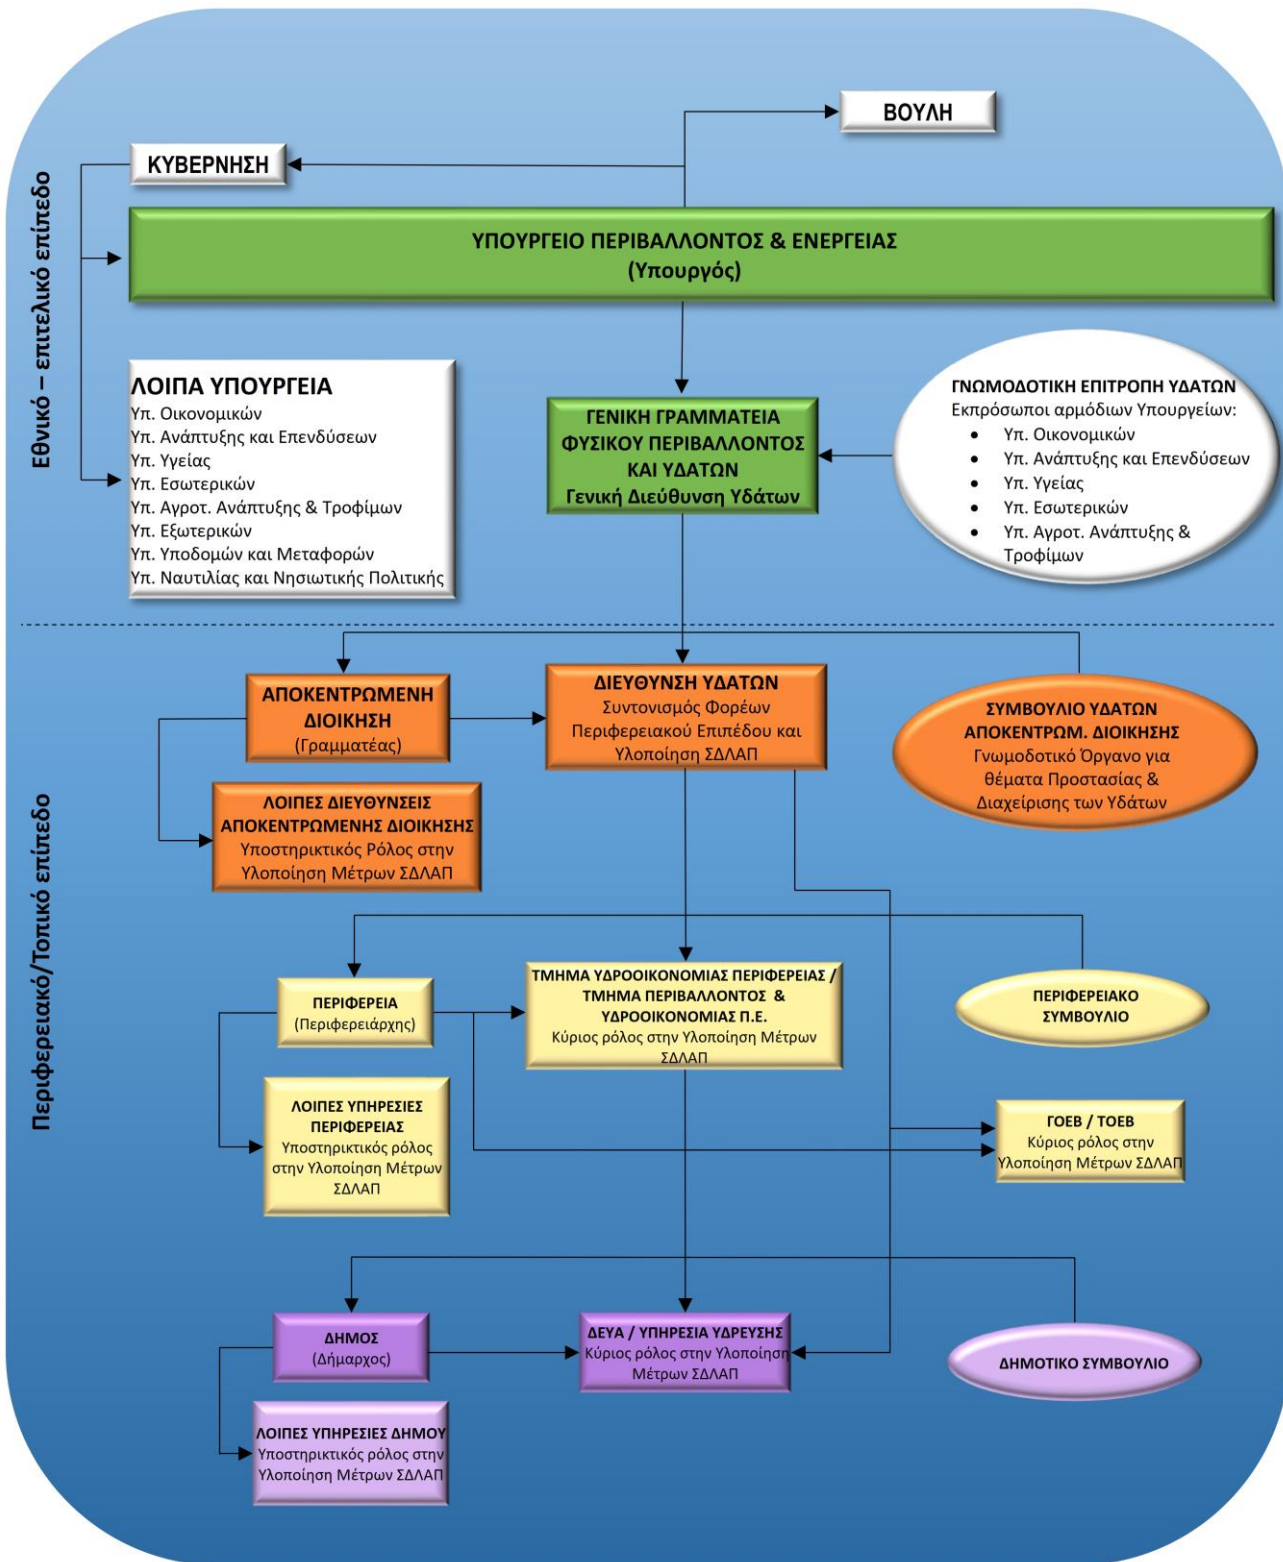 ΒΟΥΛΗ
ΚΥΒΕΡΝΗΣΗ
Εθνικό – επιτελικό επίπεδο
ΥΠΟΥΡΓΕΙΟ ΠΕΡΙΒΑΛΛΟΝΤΟΣ & ΕΝΕΡΓΕΙΑΣ
(Υπουργός)
ΛΟΙΠΑ ΥΠΟΥΡΓΕΙΑ
Υπ. Οικονομικών
Υπ. Ανάπτυξης και Επενδύσεων
Υπ. Υγείας
Υπ. Εσωτερικών
Υπ. Αγροτ. Ανάπτυξης & Τροφίμων
Υπ. Εξωτερικών
Υπ. Υποδομών και Μεταφορών
Υπ. Ναυτιλίας και Νησιωτικής Πολιτικής
ΓΕΝΙΚΗ ΓΡΑΜΜΑΤΕΙΑ
ΦΥΣΙΚΟΥ ΠΕΡΙΒΑΛΛΟΝΤΟΣ
ΚΑΙ ΥΔΑΤΩΝ
Γενική Διεύθυνση Υδάτων
ΓΝΩΜΟΔΟΤΙΚΗ ΕΠΙΤΡΟΠΗ ΥΔΑΤΩΝ
Εκπρόσωποι αρμόδιων Υπουργείων:
• Υπ. Οικονομικών
• Υπ. Ανάπτυξης και Επενδύσεων
• Υπ. Υγείας
• Υπ. Εσωτερικών
• Υπ. Αγροτ. Ανάπτυξης &
Τροφίμων
Περιφερειακό/Τοπικό επίπεδο
ΑΠΟΚΕΝΤΡΩΜΕΝΗ
ΔΙΟΙΚΗΣΗ
(Γραμματέας)
ΔΙΕΥΘΥΝΣΗ ΥΔΑΤΩΝ
Συντονισμός Φορέων
Περιφερειακού Επιπέδου και
Υλοποίηση ΣΔΛΑΠ
ΣΥΜΒΟΥΛΙΟ ΥΔΑΤΩΝ
ΑΠΟΚΕΝΤΡΩΜ. ΔΙΟΙΚΗΣΗΣ
Γνωμοδοτικό Όργανο για
θέματα Προστασίας &
Διαχείρισης των Υδάτων
ΛΟΙΠΕΣ ΔΙΕΥΘΥΝΣΕΙΣ
ΑΠΟΚΕΝΤΡΩΜΕΝΗΣ ΔΙΟΙΚΗΣΗΣ
Υποστηρικτικός Ρόλος στην
Υλοποίηση Μέτρων ΣΔΛΑΠ
ΠΕΡΙΦΕΡΕΙΑ
(Περιφερειάρχης)
ΤΜΗΜΑ ΥΔΡΟΟΙΚΟΝΟΜΙΑΣ ΠΕΡΙΦΕΡΕΙΑΣ /
ΤΜΗΜΑ ΠΕΡΙΒΑΛΛΟΝΤΟΣ &
ΥΔΡΟΟΙΚΟΝΟΜΙΑΣ Π.Ε.
Κύριος ρόλος στην Υλοποίηση Μέτρων
ΣΔΛΑΠ
ΠΕΡΙΦΕΡΕΙΑΚΟ
ΣΥΜΒΟΥΛΙΟ
ΛΟΙΠΕΣ ΥΠΗΡΕΣΙΕΣ
ΠΕΡΙΦΕΡΕΙΑΣ
Υποστηρικτικός ρόλος
στην Υλοποίηση Μέτρων
ΣΔΛΑΠ
ΓΟΕΒ / ΤΟΕΒ
Κύριος ρόλος στην
Υλοποίηση Μέτρων ΣΔΛΑΠ
ΔΗΜΟΣ
(Δήμαρχος)
ΔΕΥΑ / ΥΠΗΡΕΣΙΑ ΥΔΡΕΥΣΗΣ
Κύριος ρόλος στην Υλοποίηση
Μέτρων ΣΔΛΑΠ
ΔΗΜΟΤΙΚΟ ΣΥΜΒΟΥΛΙΟ
ΛΟΙΠΕΣ ΥΠΗΡΕΣΙΕΣ ΔΗΜΟΥ
Υποστηρικτικός ρόλος στην
Υλοποίηση Μέτρων ΣΔΛΑΠ